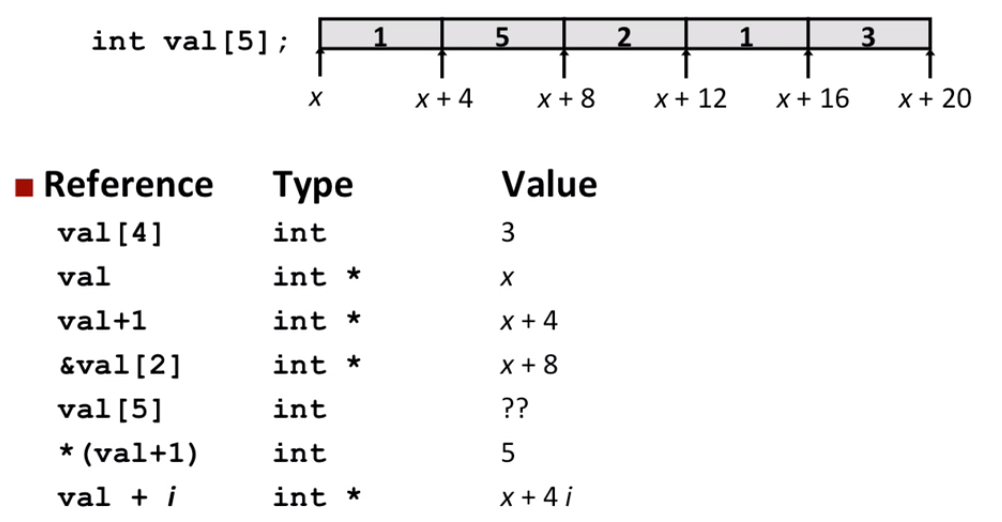 int val[5]; 1 5 2 1 3
x x + 4 x + 8 x + 12 x + 16 x + 20
Reference Type Value
val[4] int 3
val int * x
val+1 int * x + 4
&val[2] int * x + 8
val[5] int ??
*(val+1) int 5
val + i int * x + 4 i